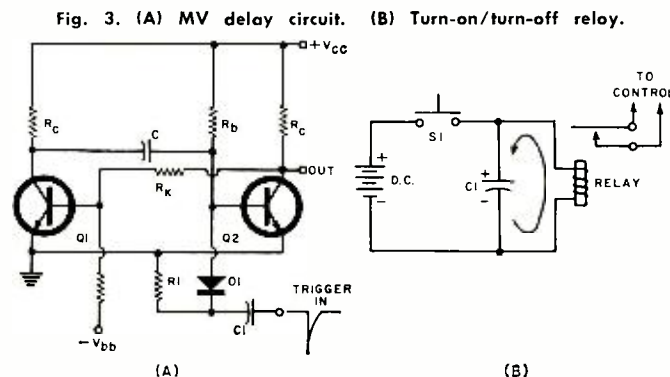 Fig. 3. (A) MV delay circuit. (B) Turn-on/turn-off reloy.
+Vcc
Rc
C
Rb
Rc
OUT
RK
Q1
Q2
R1
D1
C1
TRIGGER
IN
-Vbb
(A)
S1
+
D.C.
-
+
C1
-
RELAY
TO
CONTROL
(B)